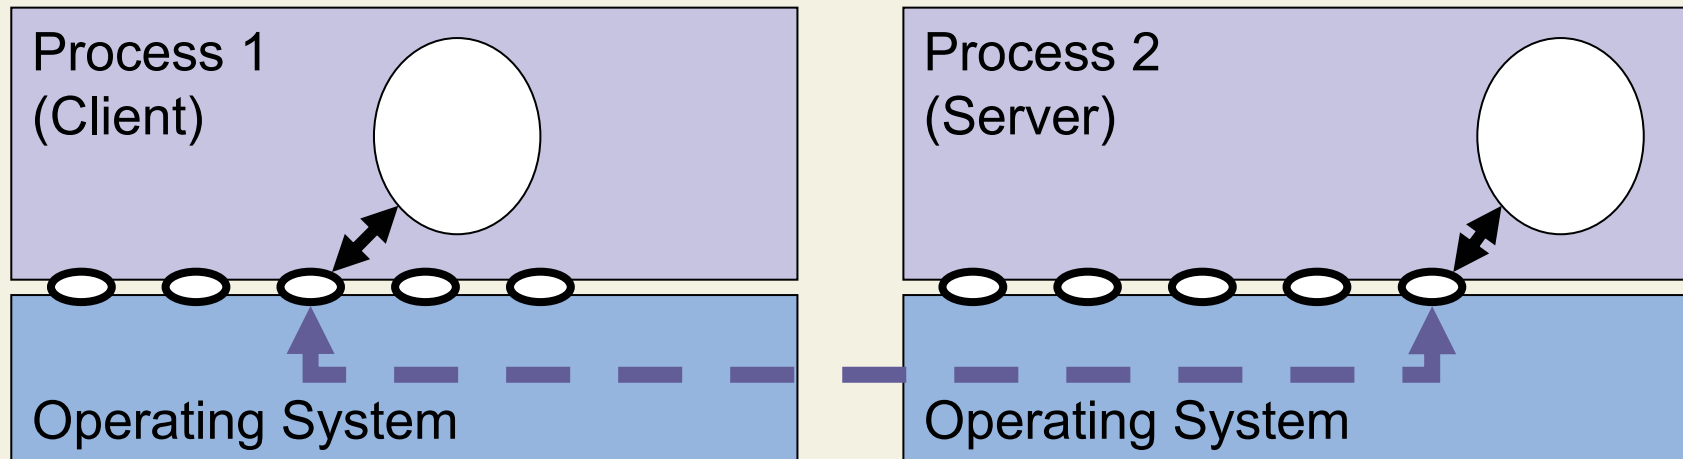 Process 1
(Client)
Process 2
(Server)
Operating System
Operating System